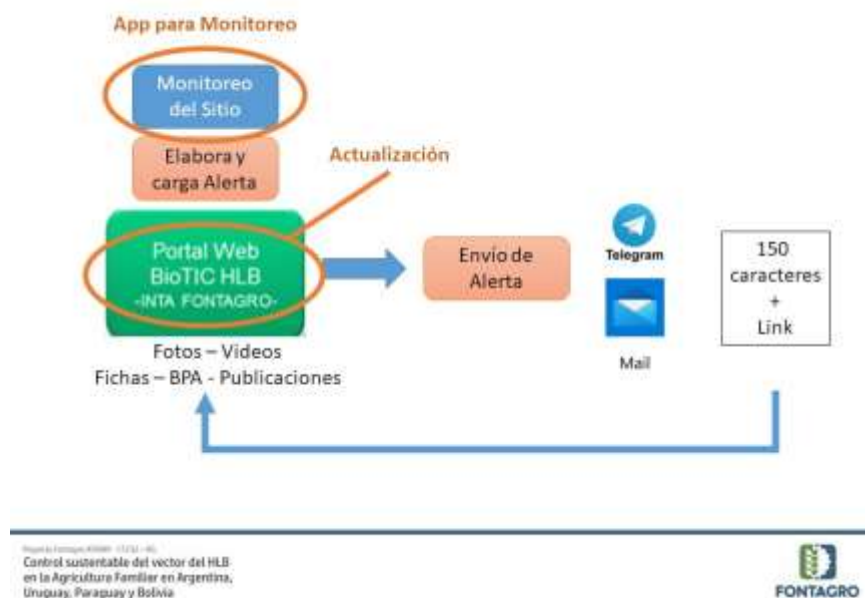 App para Monitoreo
Monitoreo
del Sitio
Elabora y
carga Alerta
Actualización
Portal Web
BioTIC HLB
-INTA FONTAGRO-
Fotos – Videos
Fichas – BPA - Publicaciones
Envío de
Alerta
Telegram
Mail
150
caracteres
+
Link
Control sustentable del vector del HLB
en la Agricultura Familiar en Argentina,
Uruguay, Paraguay y Bolivia
FONTAGRO